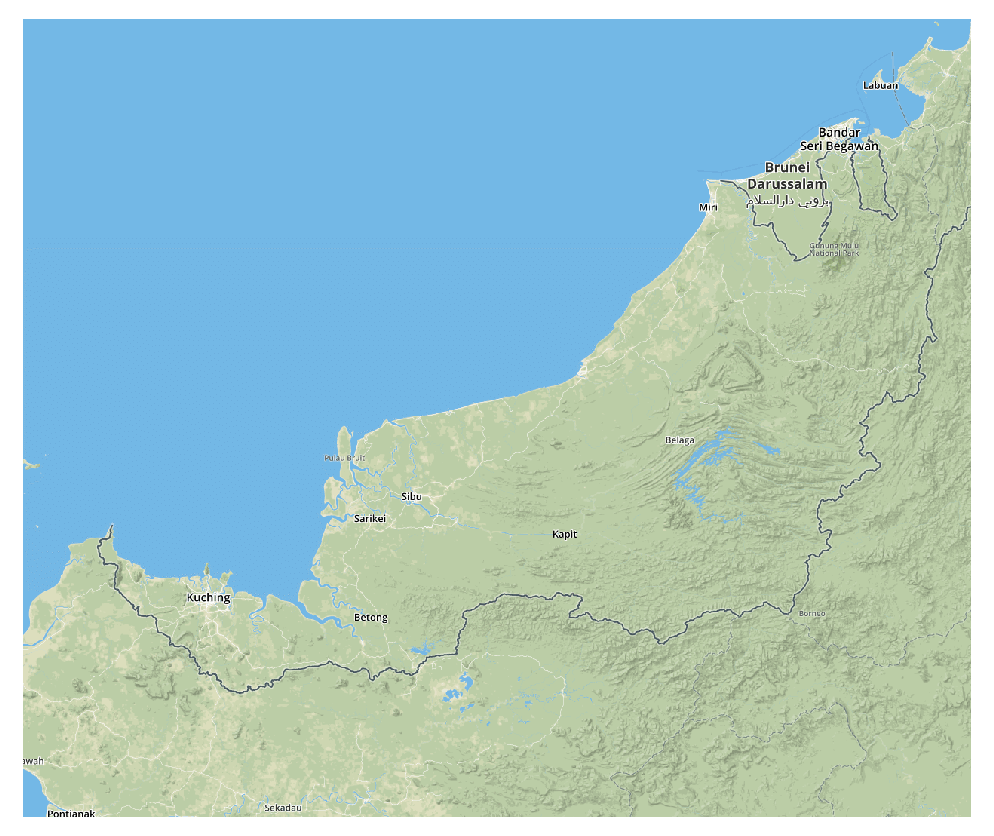 Labuan
Bandar
Seri Begawan
Brunei
Darussalam
بروني دارالسلام
Miri
Gunung Mulu
National Park
Belaga
Pulau Bruit
Sibu
Sarikei
Kapit
Kuching
Betong
Borneo
awah
Sekadau
Pontianak